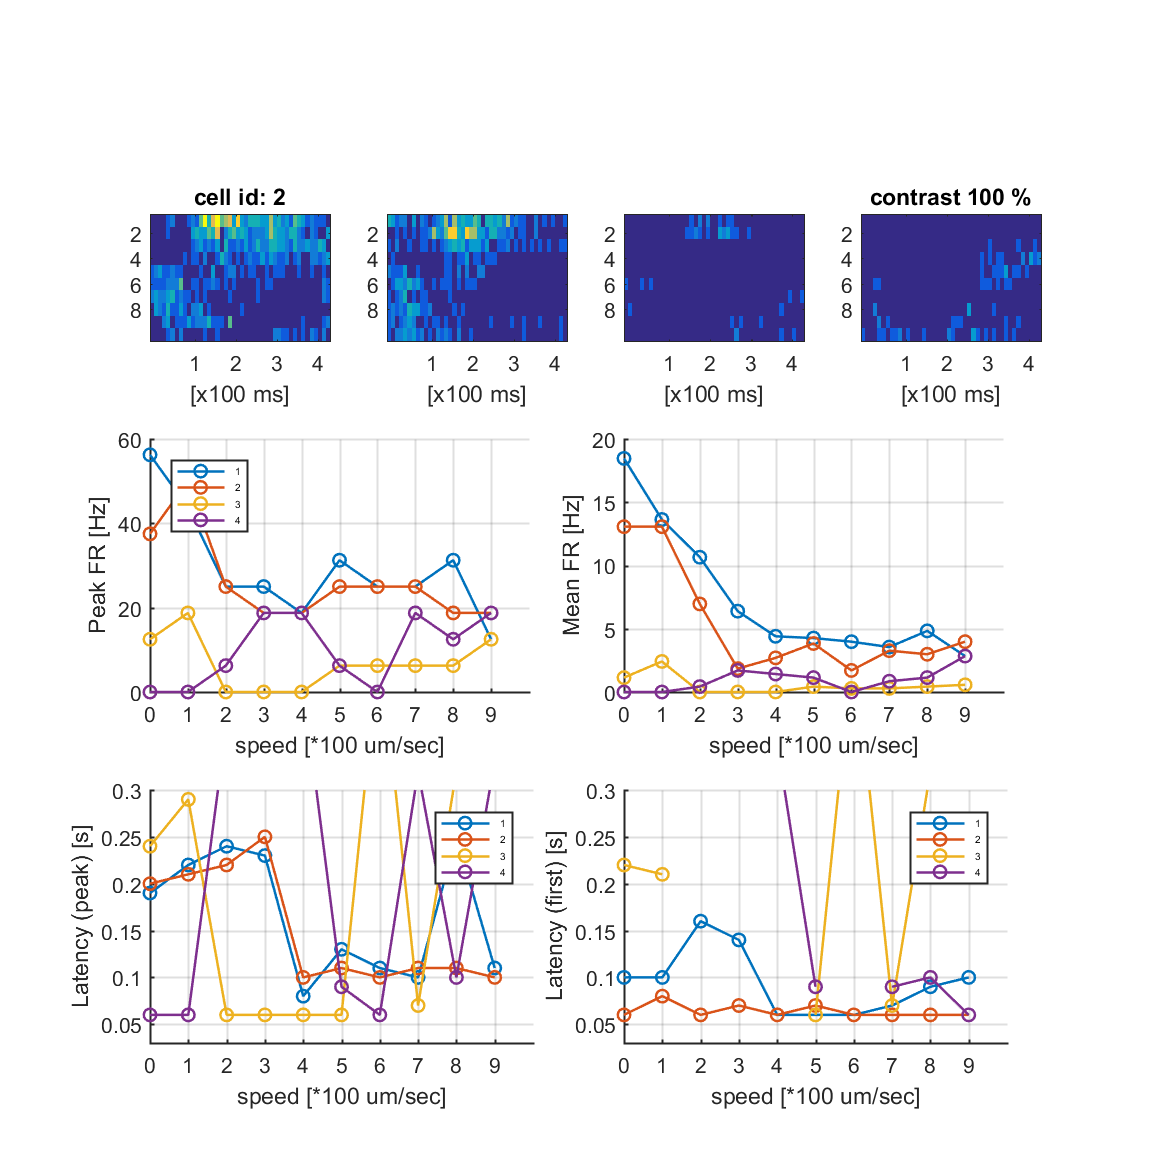 cell id: 2
contrast 100 %
2
4
6
8
1 2 3 4
[x100 ms]
2
4
6
8
1 2 3 4
[x100 ms]
2
4
6
8
1 2 3 4
[x100 ms]
2
4
6
8
1 2 3 4
[x100 ms]
Peak FR [Hz]
60
40
20
0
1
2
3
4
0 1 2 3 4 5 6 7 8 9
speed [*100 um/sec]
Mean FR [Hz]
20
15
10
5
0
0 1 2 3 4 5 6 7 8 9
speed [*100 um/sec]
Latency (peak) [s]
0.3
0.25
0.2
0.15
0.1
0.05
1
2
3
4
0 1 2 3 4 5 6 7 8 9
speed [*100 um/sec]
Latency (first) [s]
0.3
0.25
0.2
0.15
0.1
0.05
1
2
3
4
0 1 2 3 4 5 6 7 8 9
speed [*100 um/sec]